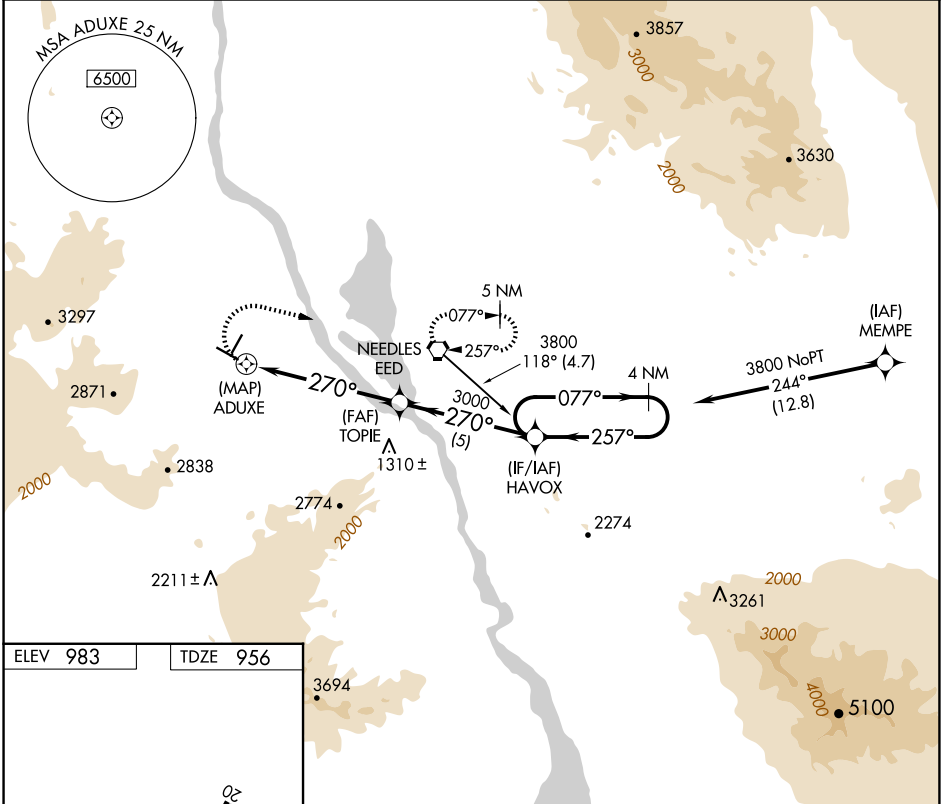 MSA ADUXE 25 NM
6500
3857
3000
3630
2000
3297
2871
2838
2000
(MAP)
ADUXE
270°
NEEDLES
EED
5 NM
077°
257°
3800
118° (4.7)
(FAF)
TOPIE
1310 ±
3000
270°
(5)
4 NM
077°
257°
(IF/IAF)
HAVOX
(IAF)
MEMPE
3800 NoPT
244°
(12.8)
2774
2000
2274
2211 ±
2000
3261
3000
4000
5100
3694
ELEV 983
TDZE 956
20